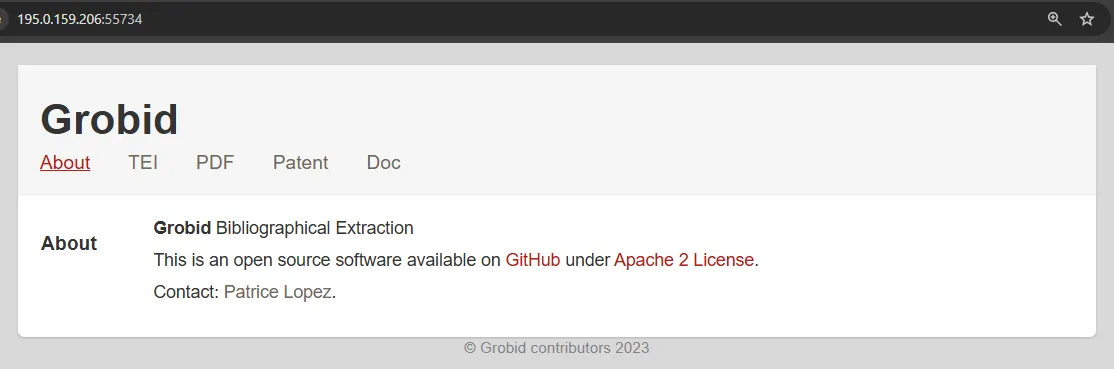 195.0.159.206:55734
Grobid
About TEI PDF Patent Doc
About
Grobid Bibliographical Extraction
This is an open source software available on GitHub under Apache 2 License.
Contact: Patrice Lopez.
© Grobid contributors 2023